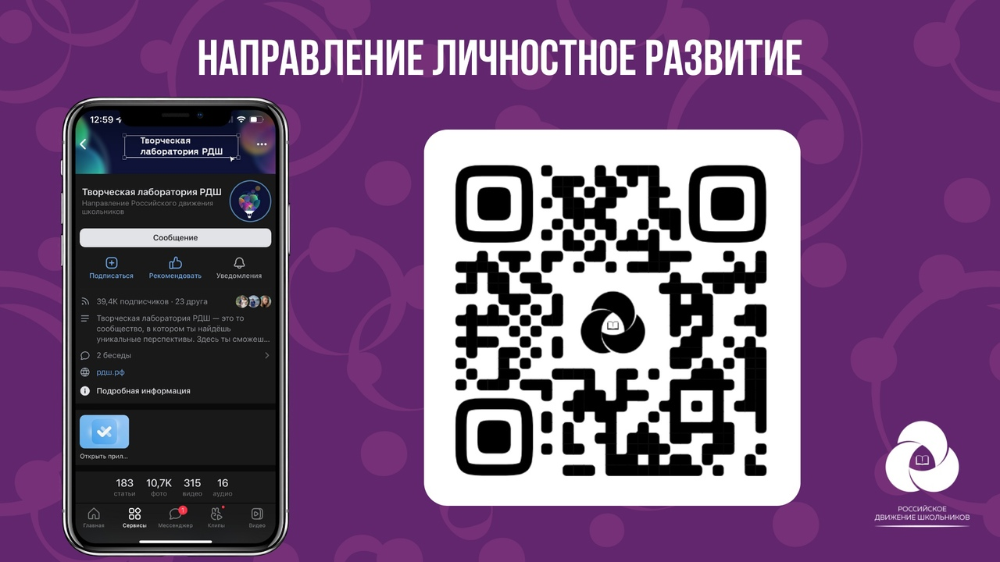 НАПРАВЛЕНИЕ ЛИЧНОСТНОЕ РАЗВИТИЕ
12:59
Творческая
лаборатория РДШ
Творческая лаборатория РДШ
Направление Российского движения
школьников
Сообщение
Подписаться
Рекомендовать
Уведомления
39,4K подписчиков · 23 друга
Творческая лаборатория РДШ — это то
сообщество, в котором ты найдёшь
уникальные перспективы. Здесь ты сможеш...
2 беседы
рдш.рф
Подробная информация
Открыть прил...
183 10,7K 315 16
статьи фото видео аудио
1
Главная Сервисы Мессенджер Клипы Видео
РОССИЙСКОЕ
ДВИЖЕНИЕ ШКОЛЬНИКОВ